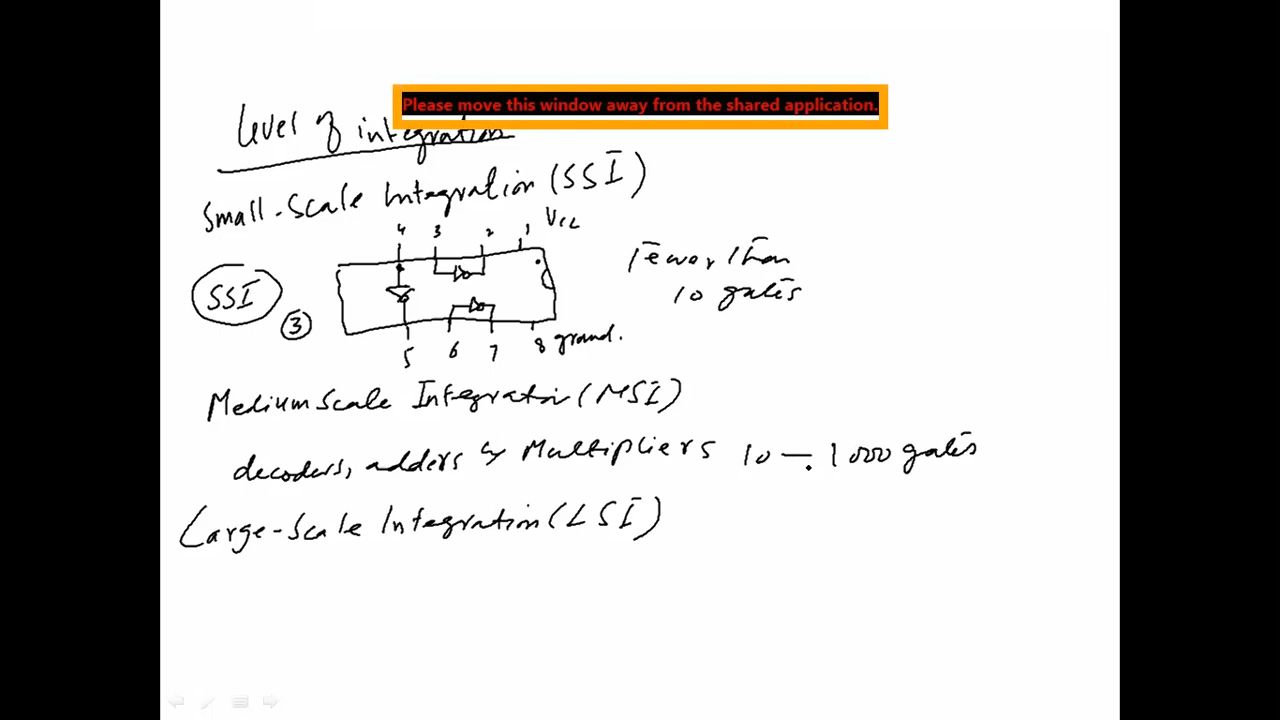 Please move this window away from the shared application.
Level of integration
Small-Scale Integration (SSI)
4 3 2 1 Vcc
fewer than
10 gates
SSI
3
5 6 7 8 ground.
Medium Scale Integration (MSI)
decoders, adders & Multipliers 10 — 1000 gates
Large-Scale Integration (LSI)